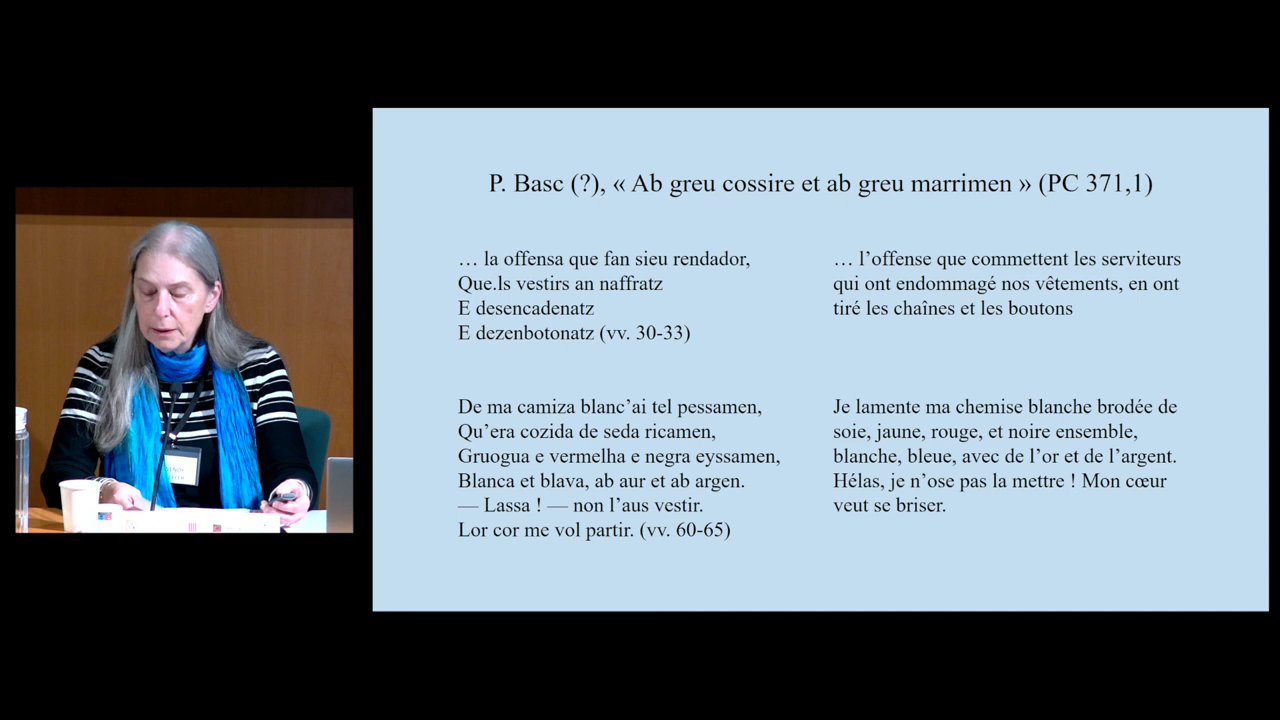 P. Basc (?), « Ab greu cossire et ab greu marrimen » (PC 371,1)
… la offensa que fan sieu rendador,
Que.ls vestirs an naffratz
E desencadenatz
E dezenbotonatz (vv. 30-33)
… l’offense que commettent les serviteurs
qui ont endommagé nos vêtements, en ont
tiré les chaînes et les boutons
De ma camiza blanc’ai tel pessamen,
Qu’era cozida de seda ricamen,
Gruogua e vermelha e negra eyssamen,
Blanca et blava, ab aur et ab argen.
— Lassa ! — non l’aus vestir.
Lor cor me vol partir. (vv. 60-65)
Je lamente ma chemise blanche brodée de
soie, jaune, rouge, et noire ensemble,
blanche, bleue, avec de l’or et de l’argent.
Hélas, je n’ose pas la mettre ! Mon cœur
veut se briser.